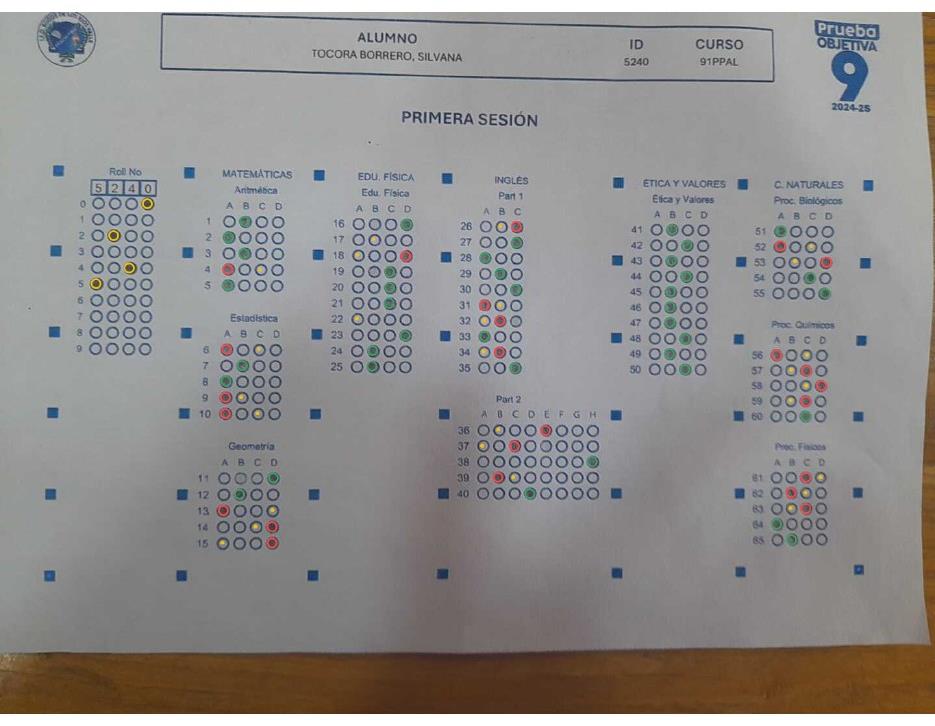 ALUMNO
TOCORA BORRERO, SILVANA
ID
5240
CURSO
91PPAL
Prueba
OBJETIVA
9
2024-25
PRIMERA SESIÓN
Roll No
5 2 4 0
0
1
2
3
4
5
6
7
8
9
MATEMÁTICAS
Aritmética
A B C D
1
2
3
4
5
Estadística
A B C D
6
7
8
9
10
Geometría
A B C D
11
12
13
14
15
EDU. FÍSICA
Edu. Física
A B C D
16
17
18
19
20
21
22
23
24
25
INGLÉS
Part 1
A B C
26
27
28
29
30
31
32
33
34
35
Part 2
A B C D E F G H
36
37
38
39
40
ÉTICA Y VALORES
Ética y Valores
A B C D
41
42
43
44
45
46
47
48
49
50
C. NATURALES
Proc. Biológicos
A B C D
51
52
53
54
55
Proc. Químicos
A B C D
56
57
58
59
60
Proc. Físicos
A B C D
61
62
63
64
65